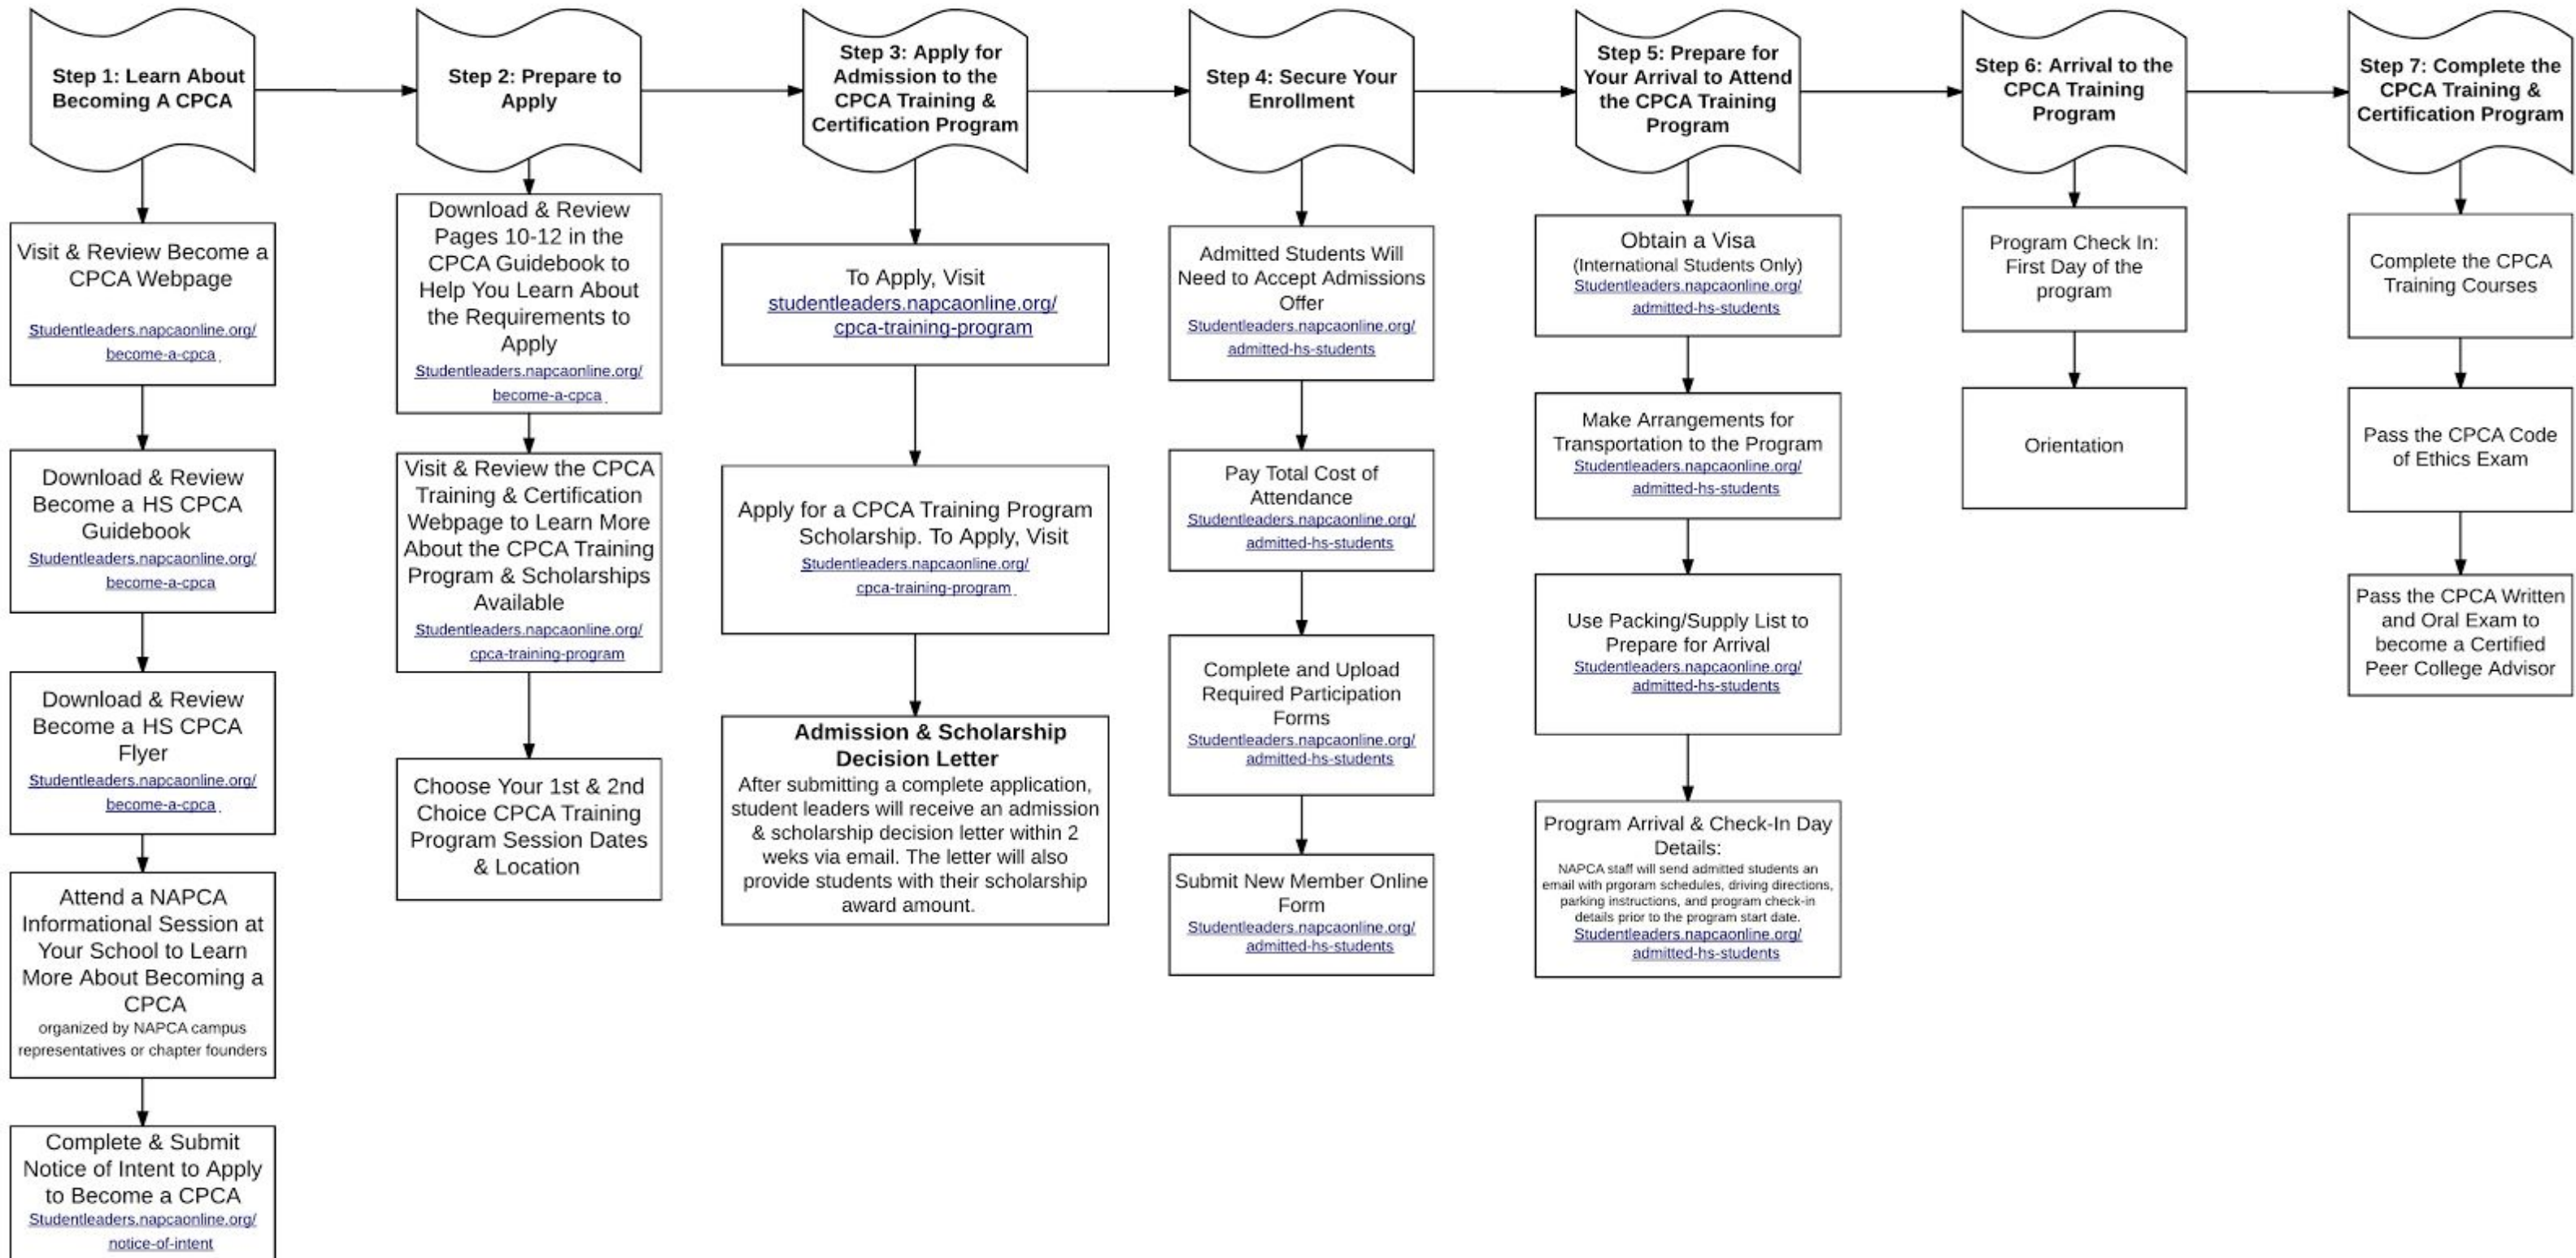 Step 1: Learn About
Becoming A CPCA
Visit & Review Become a
CPCA Webpage
Studentleaders.napcaonline.org/
become-a-cpca .
Download & Review
Become a HS CPCA
Guidebook
Studentleaders.napcaonline.org/
become-a-cpca
Download & Review
Become a HS CPCA
Flyer
Studentleaders.napcaonline.org/
become-a-cpca .
Attend a NAPCA
Informational Session at
Your School to Learn
More About Becoming a
CPCA
organized by NAPCA campus
representatives or chapter founders
Complete & Submit
Notice of Intent to Apply
to Become a CPCA
Studentleaders.napcaonline.org/
notice-of-intent
Step 2: Prepare to
Apply
Download & Review
Pages 10-12 in the
CPCA Guidebook to
Help You Learn About
the Requirements to
Apply
Studentleaders.napcaonline.org/
become-a-cpca .
Visit & Review the CPCA
Training & Certification
Webpage to Learn More
About the CPCA Training
Program & Scholarships
Available
Studentleaders.napcaonline.org/
cpca-training-program
Choose Your 1st & 2nd
Choice CPCA Training
Program Session Dates
& Location
Step 3: Apply for
Admission to the
CPCA Training &
Certification Program
To Apply, Visit
studentleaders.napcaonline.org/
cpca-training-program
Apply for a CPCA Training Program
Scholarship. To Apply, Visit
Studentleaders.napcaonline.org/
cpca-training-program .
Admission & Scholarship
Decision Letter
After submitting a complete application,
student leaders will receive an admission
& scholarship decision letter within 2
weks via email. The letter will also
provide students with their scholarship
award amount.
Step 4: Secure Your
Enrollment
Admitted Students Will
Need to Accept Admissions
Offer
Studentleaders.napcaonline.org/
admitted-hs-students
Pay Total Cost of
Attendance
Studentleaders.napcaonline.org/
admitted-hs-students
Complete and Upload
Required Participation
Forms
Studentleaders.napcaonline.org/
admitted-hs-students
Submit New Member Online
Form
Studentleaders.napcaonline.org/
admitted-hs-students
Step 5: Prepare for
Your Arrival to Attend
the CPCA Training
Program
Obtain a Visa
(International Students Only)
Studentleaders.napcaonline.org/
admitted-hs-students
Make Arrangements for
Transportation to the Program
Studentleaders.napcaonline.org/
admitted-hs-students
Use Packing/Supply List to
Prepare for Arrival
Studentleaders.napcaonline.org/
admitted-hs-students
Program Arrival & Check-In Day
Details:
NAPCA staff will send admitted students an
email with prgoram schedules, driving directions,
parking instructions, and program check-in
details prior to the program start date.
Studentleaders.napcaonline.org/
admitted-hs-students
Step 6: Arrival to the
CPCA Training
Program
Program Check In:
First Day of the
program
Orientation
Step 7: Complete the
CPCA Training &
Certification Program
Complete the CPCA
Training Courses
Pass the CPCA Code
of Ethics Exam
Pass the CPCA Written
and Oral Exam to
become a Certified
Peer College Advisor